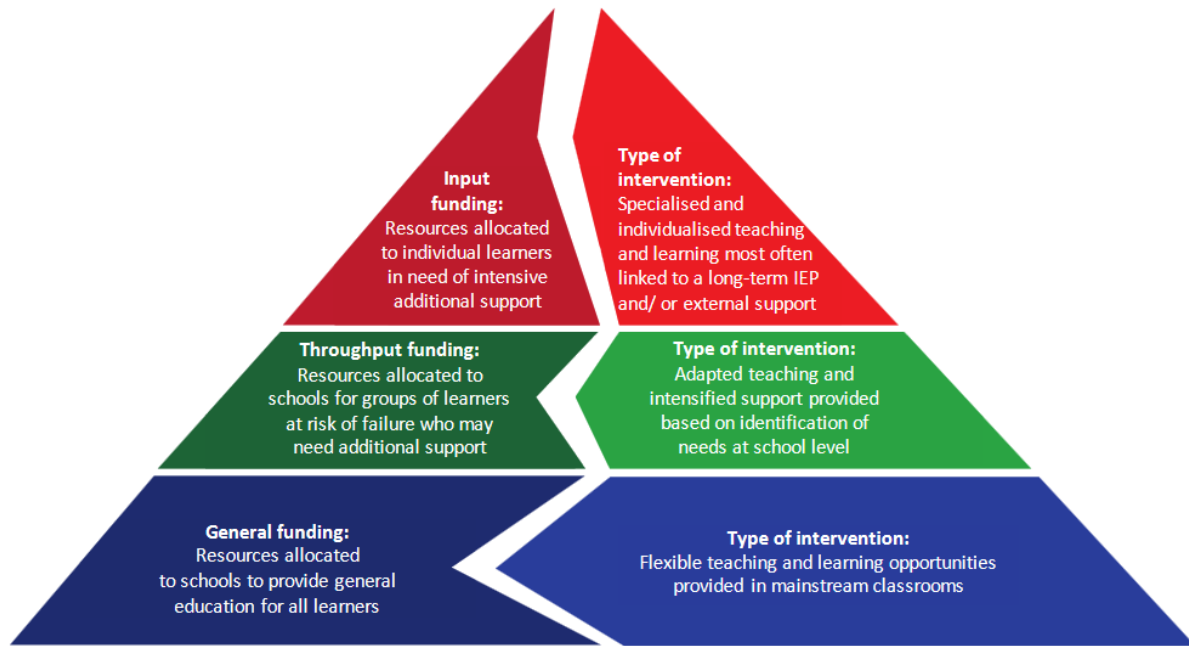 Input
funding:
Resources allocated
to individual learners
in need of intensive
additional support
Type of
intervention:
Specialised and
individualised teaching
and learning most often
linked to a long-term IEP
and/ or external support
Throughput funding:
Resources allocated to
schools for groups of learners
at risk of failure who may
need additional support
Type of intervention:
Adapted teaching and
intensified support provided
based on identification of
needs at school level
General funding:
Resources allocated
to schools to provide general
education for all learners
Type of intervention:
Flexible teaching and learning opportunities
provided in mainstream classrooms